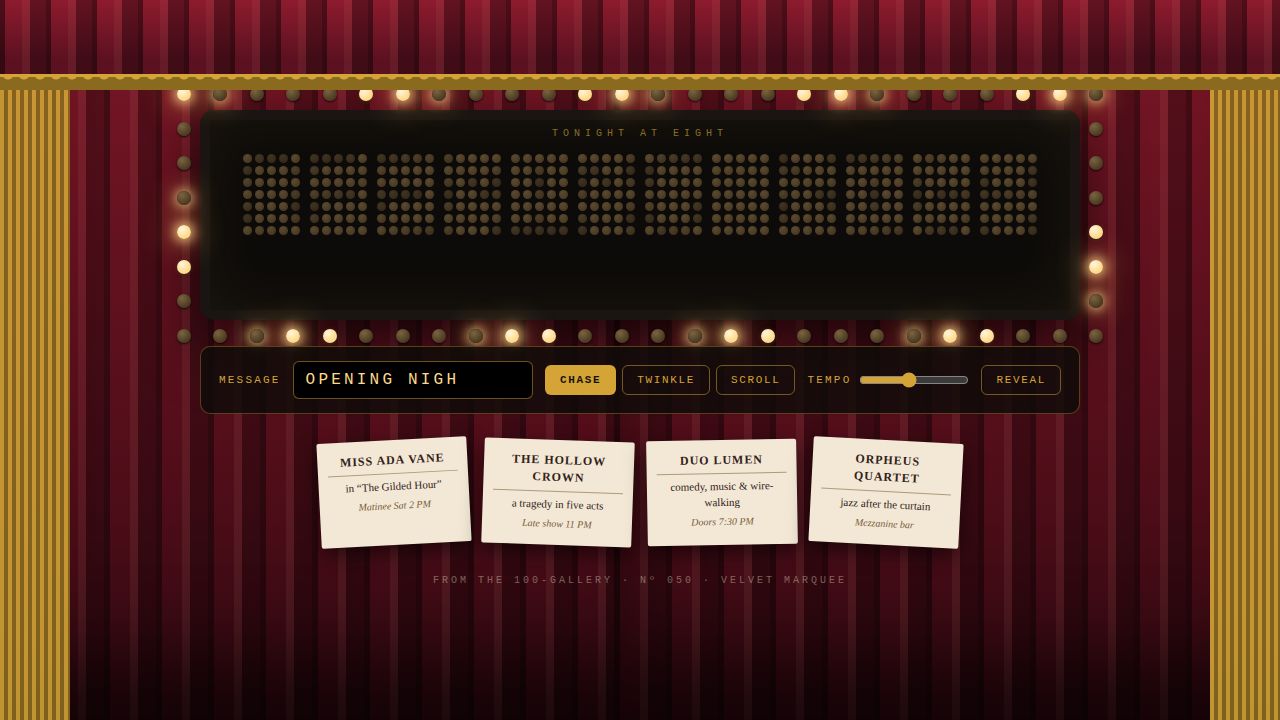 TONIGHT AT EIGHT
MESSAGE
OPENING NIGH
CHASE
TWINKLE
SCROLL
TEMPO
REVEAL
MISS ADA VANE
in “The Gilded Hour”
Matinee Sat 2 PM
THE HOLLOW
CROWN
a tragedy in five acts
Late show 11 PM
DUO LUMEN
comedy, music & wire-
walking
Doors 7:30 PM
ORPHEUS
QUARTET
jazz after the curtain
Mezzanine bar
FROM THE 100-GALLERY · Nº 050 · VELVET MARQUEE